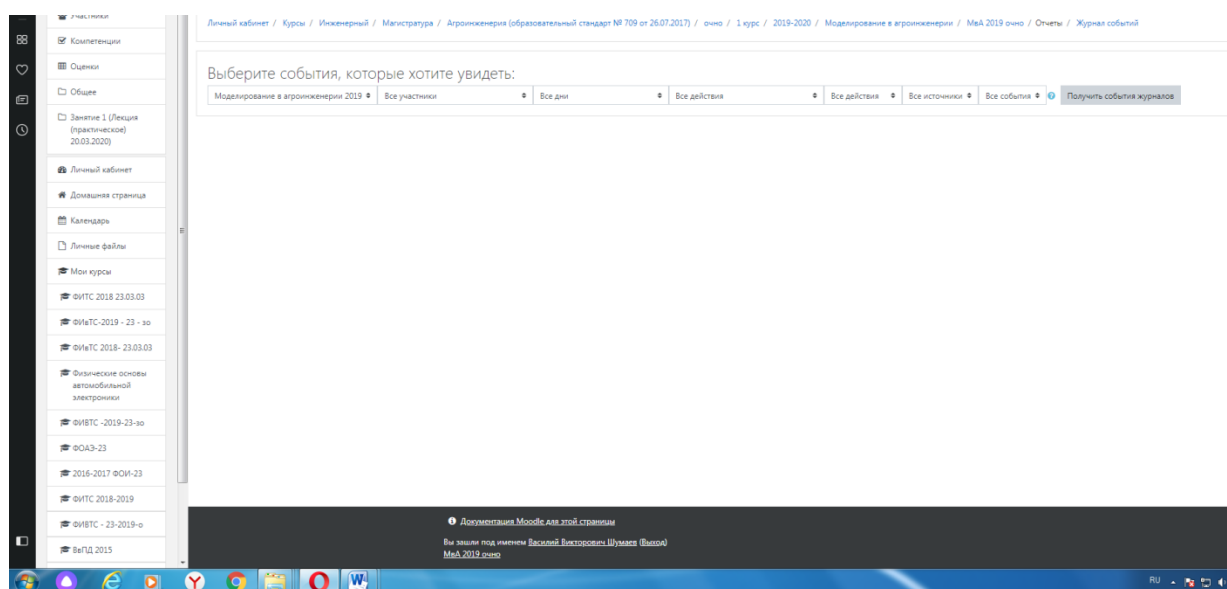 Участники
Компетенции
Оценки
Общее
Занятие 1 (Лекция
(практическое)
20.03.2020)
Личный кабинет
Домашняя страница
Календарь
Личные файлы
Мои курсы
ФИТС 2018 23.03.03
ФИвТС-2019 - 23 - зо
ФИвТС 2018- 23.03.03
Физические основы
автомобильной
электроники
ФИВТС -2019-23-зо
ФОАЭ-23
2016-2017 ФОИ-23
ФИТС 2018-2019
ФИВТС - 23-2019-о
ВвПД 2015
Личный кабинет / Курсы / Инженерный / Магистратура / Агроинженерия (образовательный стандарт № 709 от 26.07.2017) / очно / 1 курс / 2019-2020 / Моделирование в агроинженерии / МвА 2019 очно / Отчеты / Журнал событий
Выберите события, которые хотите увидеть:
Моделирование в агроинженерии 2019 Все участники Все дни Все действия Все действия Все источники Все события Получить события журналов
Документация Moodle для этой страницы
Вы зашли под именем Василий Викторович Шумаев (Выход)
МвА 2019 очно
RU